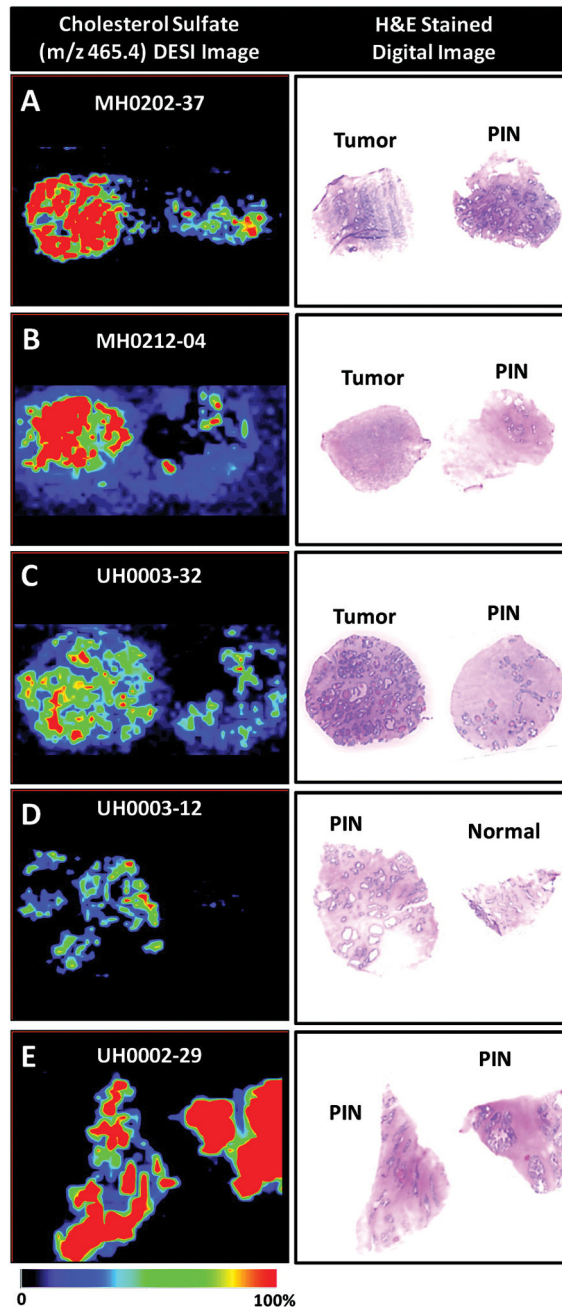 Cholesterol Sulfate
(m/z 465.4) DESI Image
H&E Stained
Digital Image
A
MH0202-37
Tumor
PIN
B
MH0212-04
Tumor
PIN
C
UH0003-32
Tumor
PIN
D
UH0003-12
PIN
Normal
E
UH0002-29
PIN
PIN
0
100%